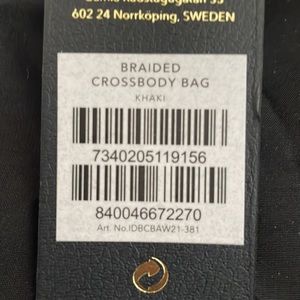 602 24 Norrköping, SWEDEN
BRAIDED
CROSSBODY BAG
KHAKI
7340205119156
840046672270
Art. No.IDBCBAW21-381